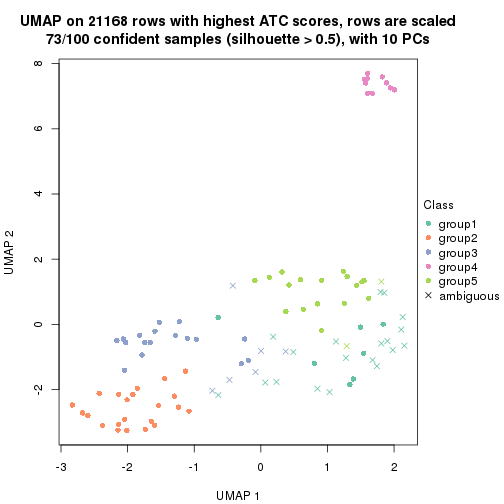 UMAP on 21168 rows with highest ATC scores, rows are scaled
73/100 confident samples (silhouette > 0.5), with 10 PCs
8
6
4
2
0
-2
UMAP 2
-3
-2
-1
0
1
2
UMAP 1
Class
group1
group2
group3
group4
group5
ambiguous